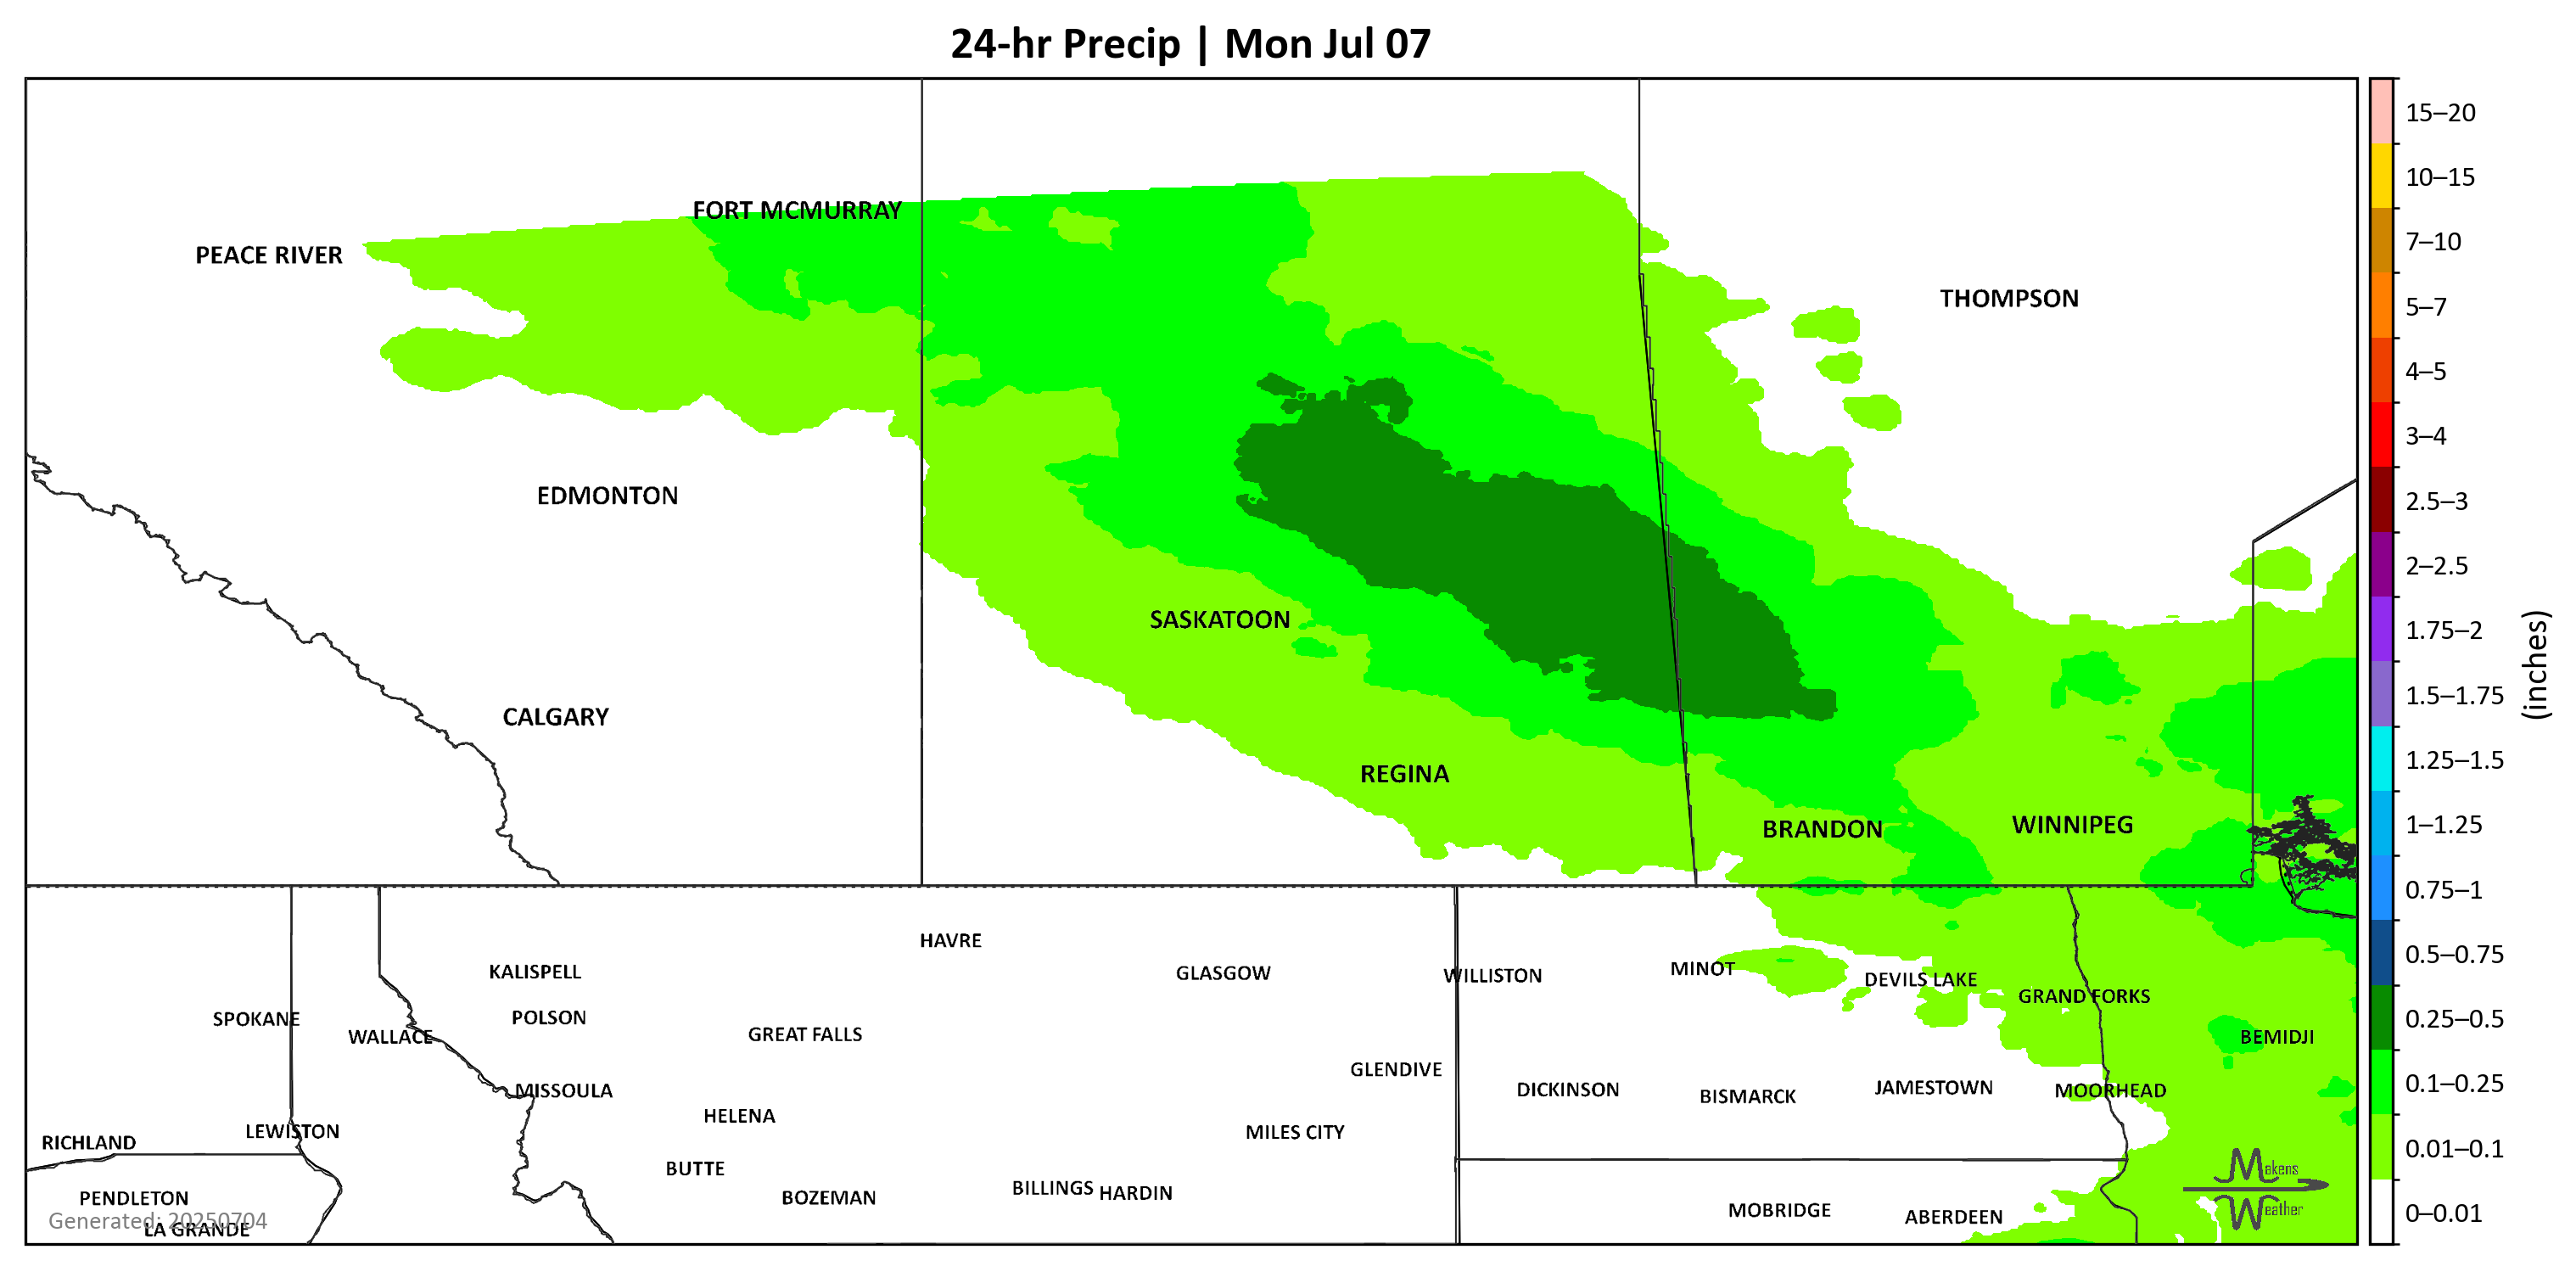 24-hr Precip | Mon Jul 07
FORT MCMURRAY
PEACE RIVER
THOMPSON
EDMONTON
SASKATOON
CALGARY
REGINA
BRANDON
WINNIPEG
HAVRE
KALISPELL
GLASGOW
WILLISTON
MINOT
DEVILS LAKE
GRAND FORKS
SPOKANE
POLSON
WALLACE
GREAT FALLS
BEMIDJI
GLENDIVE
MISSOULA
DICKINSON
BISMARCK
JAMESTOWN
MOORHEAD
HELENA
LEWISTON
MILES CITY
RICHLAND
BUTTE
BILLINGS
HARDIN
BOZEMAN
PENDLETON
MOBRIDGE
ABERDEEN
Generated: 20250704
LA GRANDE
Makens
Weather
15–20
10–15
7–10
5–7
4–5
3–4
2.5–3
2–2.5
1.75–2
1.5–1.75
1.25–1.5
1–1.25
0.75–1
0.5–0.75
0.25–0.5
0.1–0.25
0.01–0.1
0–0.01
(inches)